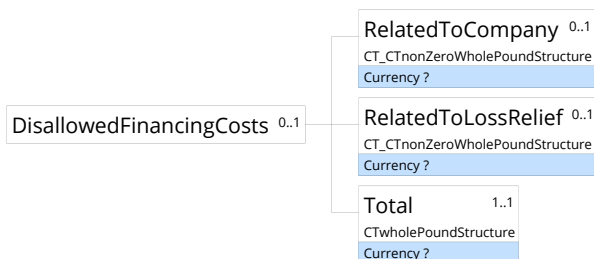 RelatedToCompany 0..1
CT_CTnonZeroWholePoundStructure
Currency ?
DisallowedFinancingCosts 0..1
RelatedToLossRelief 0..1
CT_CTnonZeroWholePoundStructure
Currency ?
Total 1..1
CTwholePoundStructure
Currency ?